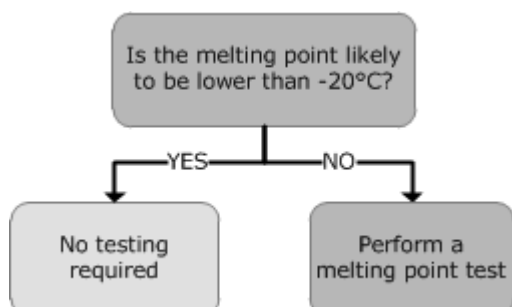 Is the melting point likely
to be lower than -20°C?
YES
NO
No testing
required
Perform a
melting point test